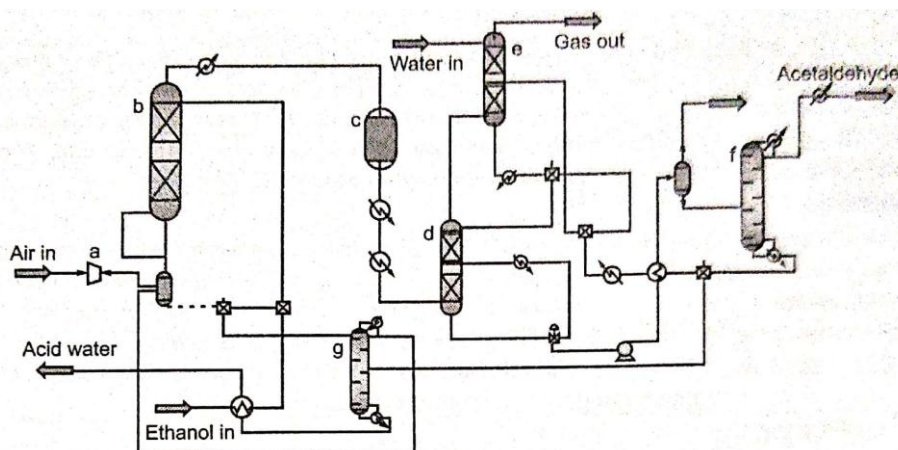 e
Gas out
Water in
Acetaldehyde
b
c
f
d
Air in
a
Acid water
g
Ethanol in